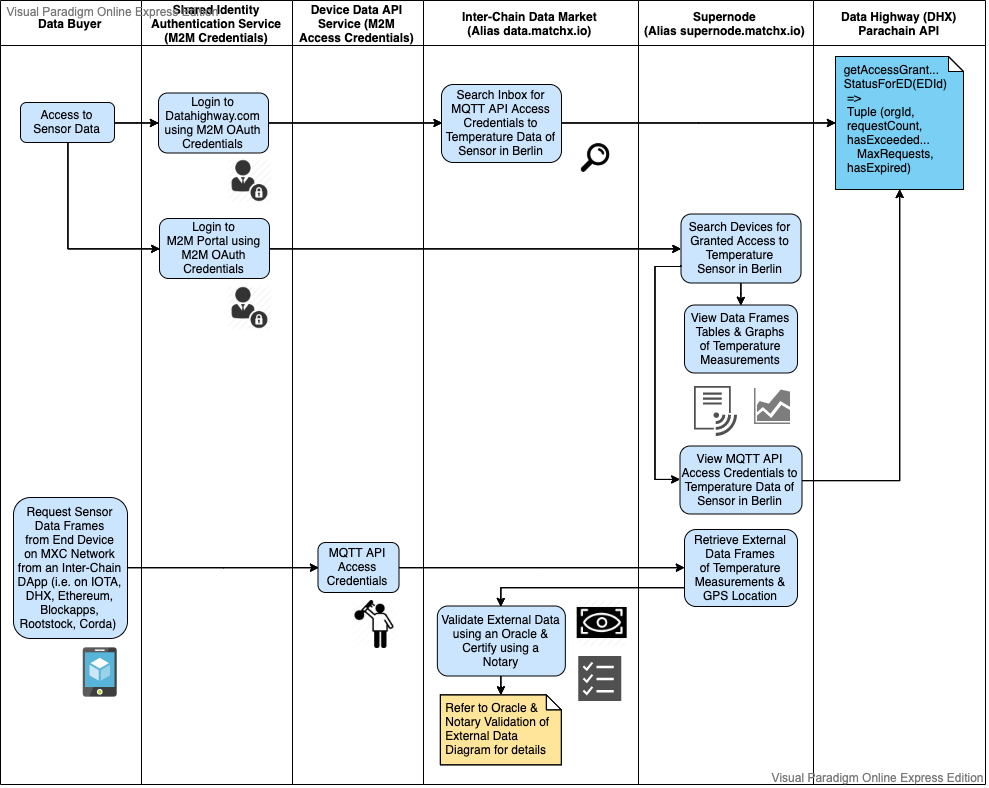 Visual Paradigm Online Express Edition
Data Buyer
Shared Identity
Authentication Service
(M2M Credentials)
Device Data API
Service (M2M
Access Credentials)
Inter-Chain Data Market
(Alias data.matchx.io)
Supernode
(Alias supernode.matchx.io)
Data Highway (DHX)
Parachain API
Access to
Sensor Data
Login to
Datahighway.com
using M2M OAuth
Credentials
Search Inbox for
MQTT API Access
Credentials to
Temperature Data of
Sensor in Berlin
getAccessGrant...
StatusForED(EDId)
=>
Tuple (orgId,
requestCount,
hasExceeded...
MaxRequests,
hasExpired)
Login to
M2M Portal using
M2M OAuth
Credentials
Search Devices for
Granted Access to
Temperature
Sensor in Berlin
View Data Frames
Tables & Graphs
of Temperature
Measurements
View MQTT API
Access Credentials to
Temperature Data of
Sensor in Berlin
Request Sensor
Data Frames
from End Device
on MXC Network
from an Inter-Chain
DApp (i.e. on IOTA,
DHX, Ethereum,
Blockapps,
Rootstock, Corda)
MQTT API
Access
Credentials
Retrieve External
Data Frames
of Temperature
Measurements &
GPS Location
Validate External Data
using an Oracle &
Certify using a
Notary
Refer to Oracle &
Notary Validation of
External Data
Diagram for details
Visual Paradigm Online Express Edition